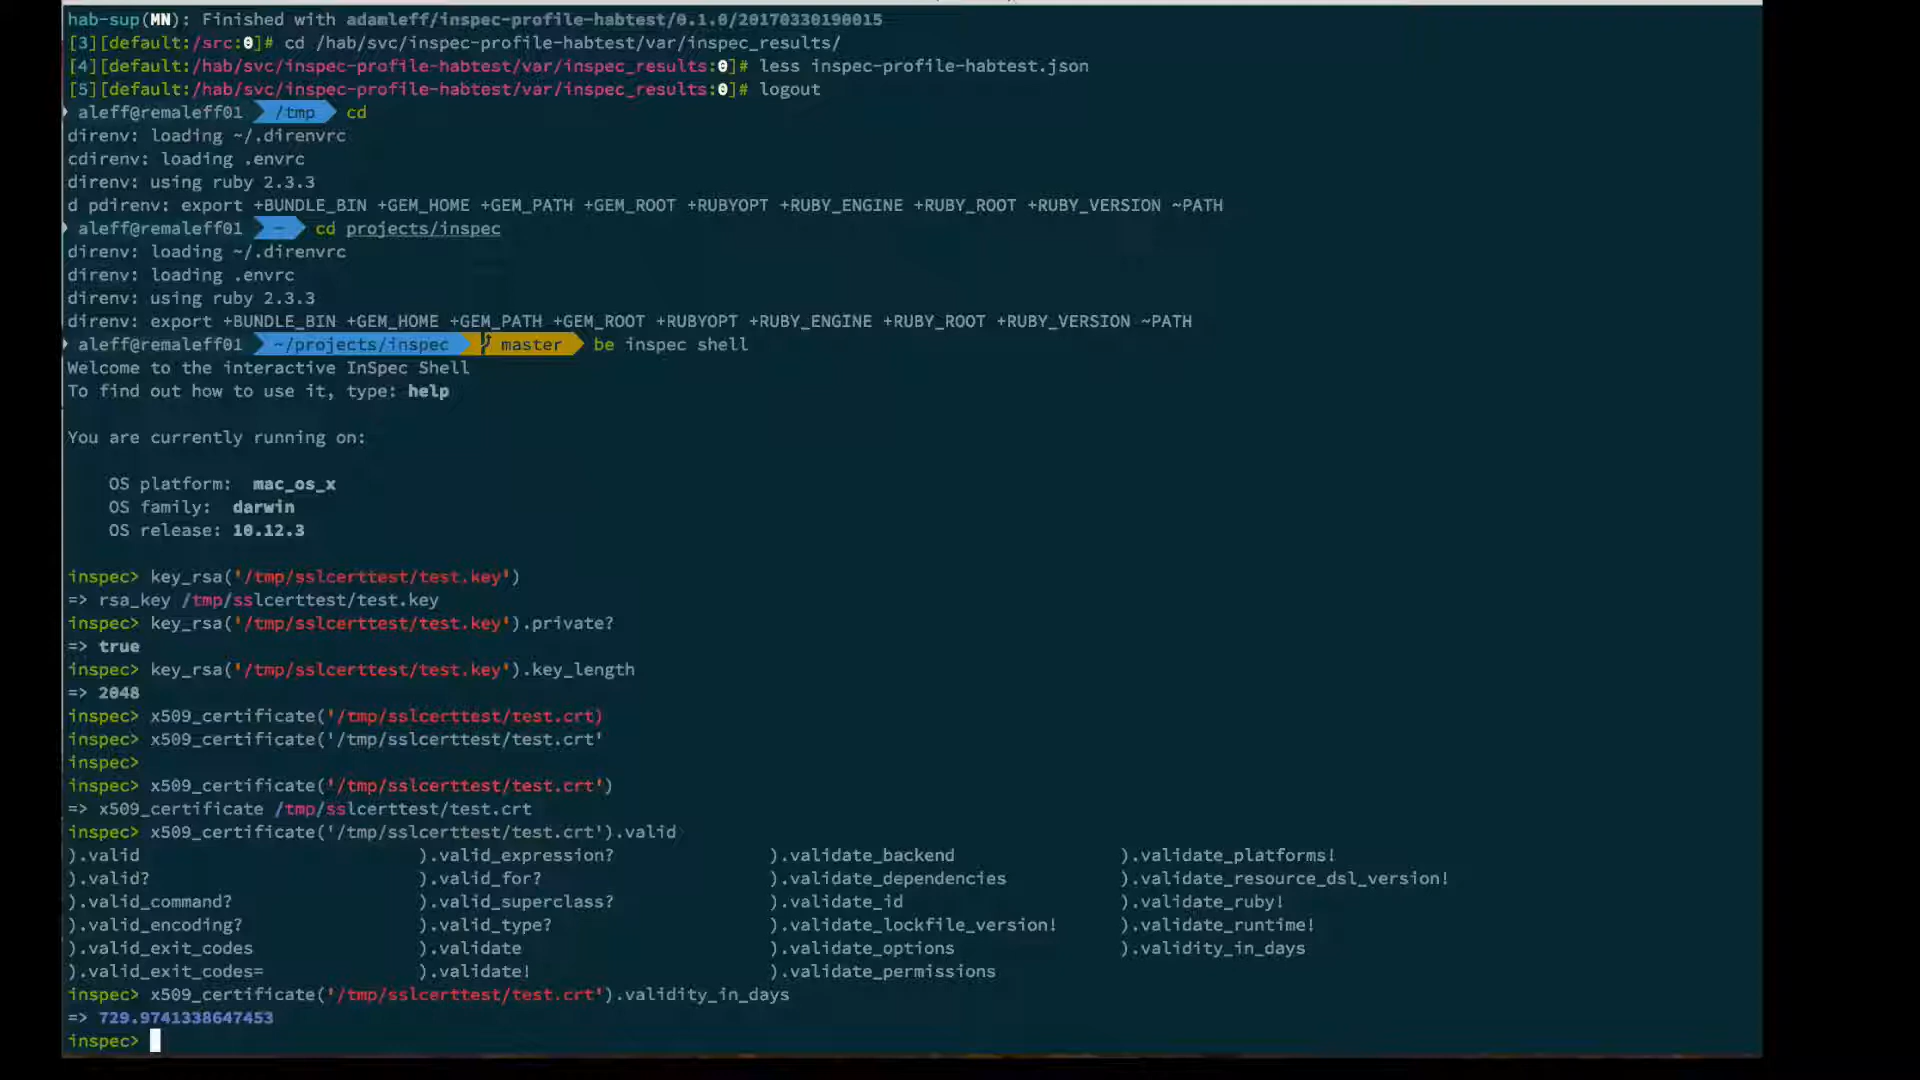 hab-sup(MN): Finished with adamleff/inspec-profile-habtest/0.1.0/20170330190015
[3][default:/src:0]# cd /hab/svc/inspec-profile-habtest/var/inspec_results/
[4][default:/hab/svc/inspec-profile-habtest/var/inspec_results:0]# less inspec-profile-habtest.json
[5][default:/hab/svc/inspec-profile-habtest/var/inspec_results:0]# logout
aleff@remaleff01 /tmp cd
direnv: loading ~/.direnvrc
cdirenv: loading .envrc
direnv: using ruby 2.3.3
d pdirenv: export +BUNDLE_BIN +GEM_HOME +GEM_PATH +GEM_ROOT +RUBYOPT +RUBY_ENGINE +RUBY_ROOT +RUBY_VERSION ~PATH
aleff@remaleff01 ~ cd projects/inspec
direnv: loading ~/.direnvrc
direnv: loading .envrc
direnv: using ruby 2.3.3
direnv: export +BUNDLE_BIN +GEM_HOME +GEM_PATH +GEM_ROOT +RUBYOPT +RUBY_ENGINE +RUBY_ROOT +RUBY_VERSION ~PATH
aleff@remaleff01 ~/projects/inspec master be inspec shell
Welcome to the interactive InSpec Shell
To find out how to use it, type: help
You are currently running on:
OS platform: mac_os_x
OS family: darwin
OS release: 10.12.3
inspec> key_rsa('/tmp/sslcerttest/test.key')
=> rsa_key /tmp/sslcerttest/test.key
inspec> key_rsa('/tmp/sslcerttest/test.key').private?
=> true
inspec> key_rsa('/tmp/sslcerttest/test.key').key_length
=> 2048
inspec> x509_certificate('/tmp/sslcerttest/test.crt)
inspec> x509_certificate('/tmp/sslcerttest/test.crt'
inspec>
inspec> x509_certificate('/tmp/sslcerttest/test.crt')
=> x509_certificate /tmp/sslcerttest/test.crt
inspec> x509_certificate('/tmp/sslcerttest/test.crt').valid
).valid ).valid_expression? ).validate_backend ).validate_platforms!
).valid? ).valid_for? ).validate_dependencies ).validate_resource_dsl_version!
).valid_command? ).valid_superclass? ).validate_id ).validate_ruby!
).valid_encoding? ).valid_type? ).validate_lockfile_version! ).validate_runtime!
).valid_exit_codes ).validate ).validate_options ).validity_in_days
).valid_exit_codes= ).validate! ).validate_permissions
inspec> x509_certificate('/tmp/sslcerttest/test.crt').validity_in_days
=> 729.9741338647453
inspec>